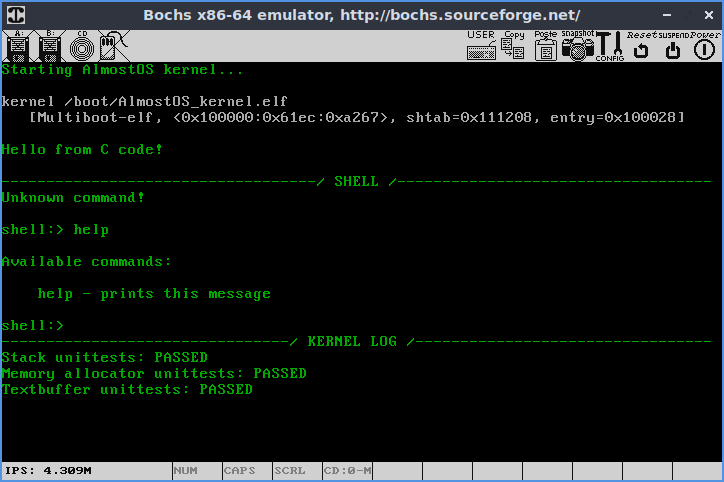 Bochs x86-64 emulator, http://bochs.sourceforge.net/
A: B: CD USER Copy Paste snapshot CONFIG Reset SUSPEND Power
Starting AlmostOS kernel...
kernel /boot/AlmostOS_kernel.elf
[Multiboot-elf, <0x100000:0x61ec:0xa267>, shtab=0x111208, entry=0x100028]
Hello from C code!
-----------------------------------/ SHELL /-----------------------------------
Unknown command!
shell:> help
Available commands:
help - prints this message
shell:>
--------------------------------/ KERNEL LOG /---------------------------------
Stack unittests: PASSED
Memory allocator unittests: PASSED
Textbuffer unittests: PASSED
IPS: 4.309M NUM CAPS SCRL CD:0-M